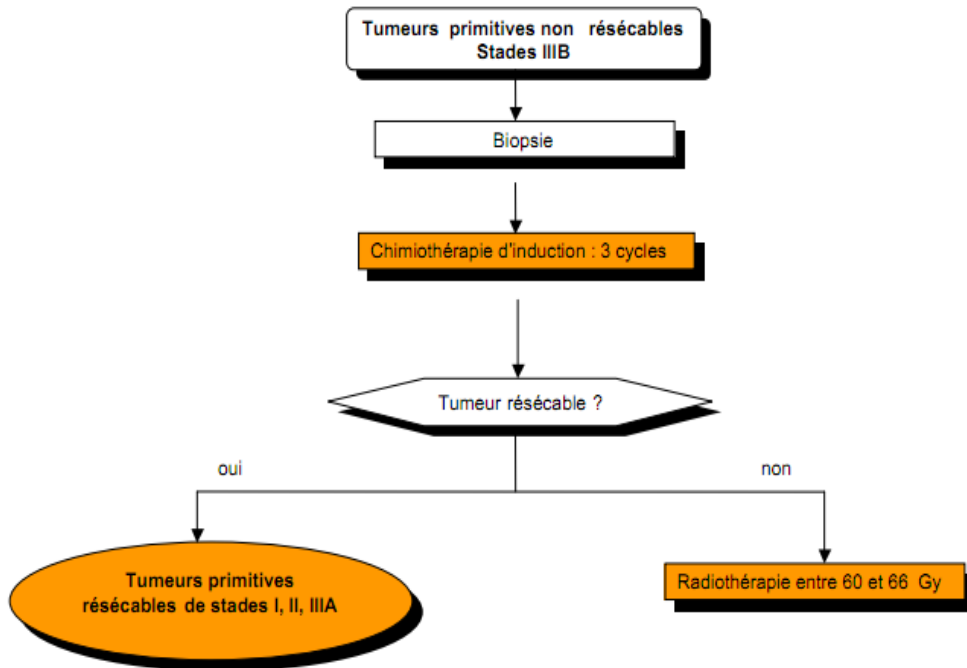 Tumeurs primitives non résécables
Stades IIIB
Biopsie
Chimiothérapie d'induction : 3 cycles
Tumeur résécable ?
oui
non
Tumeurs primitives
résécables de stades I, II, IIIA
Radiothérapie entre 60 et 66 Gy